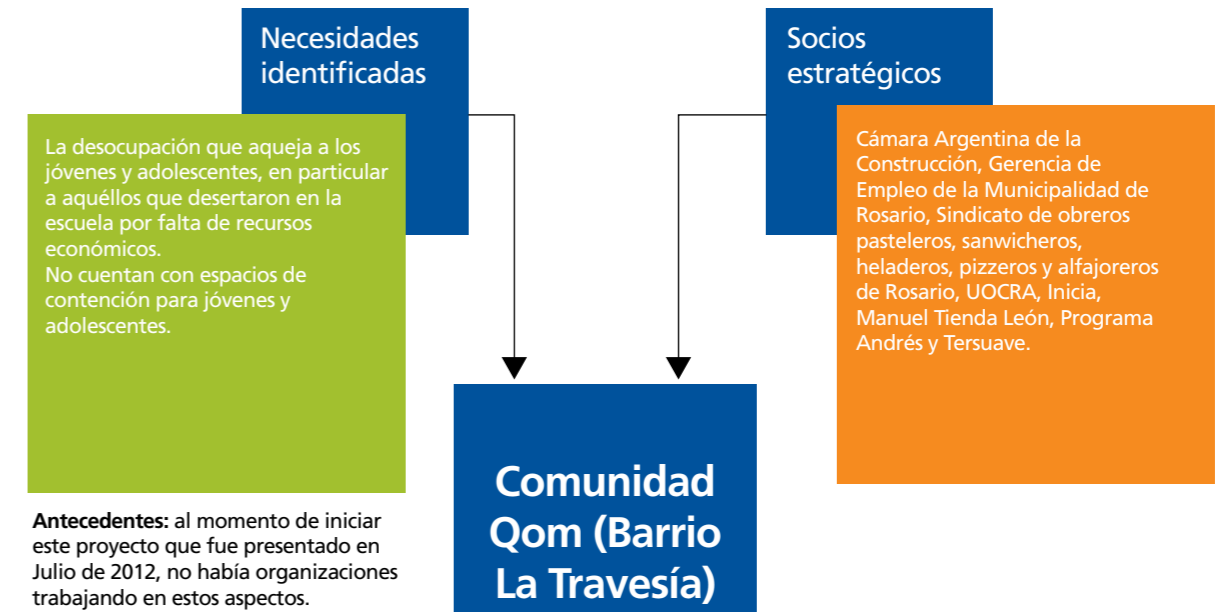 Necesidades
identificadas
La desocupación que aqueja a los
jóvenes y adolescentes, en particular
a aquéllos que desertaron en la
escuela por falta de recursos
económicos.
No cuentan con espacios de
contención para jóvenes y
adolescentes.
Antecedentes: al momento de iniciar
este proyecto que fue presentado en
Julio de 2012, no había organizaciones
trabajando en estos aspectos.
Socios
estratégicos
Cámara Argentina de la
Construcción, Gerencia de
Empleo de la Municipalidad de
Rosario, Sindicato de obreros
pasteleros, sanwicheros,
heladeros, pizzeros y alfajoreros
de Rosario, UOCRA, Inicia,
Manuel Tienda León, Programa
Andrés y Tersuave.
Comunidad
Qom (Barrio
La Travesía)